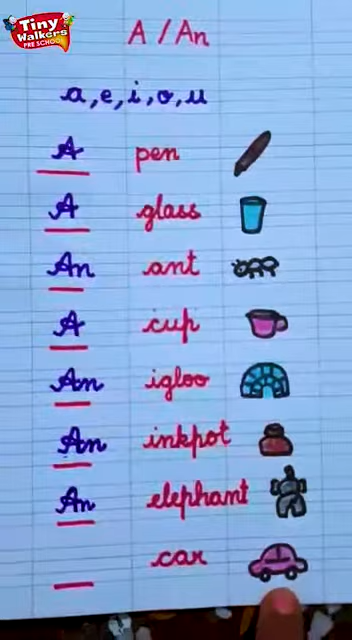 Tiny
Walkers
PRE SCHOOL
A / An
a, e, i, o, u
A pen
A glass
An ant
A cup
An igloo
An inkpot
An elephant
car